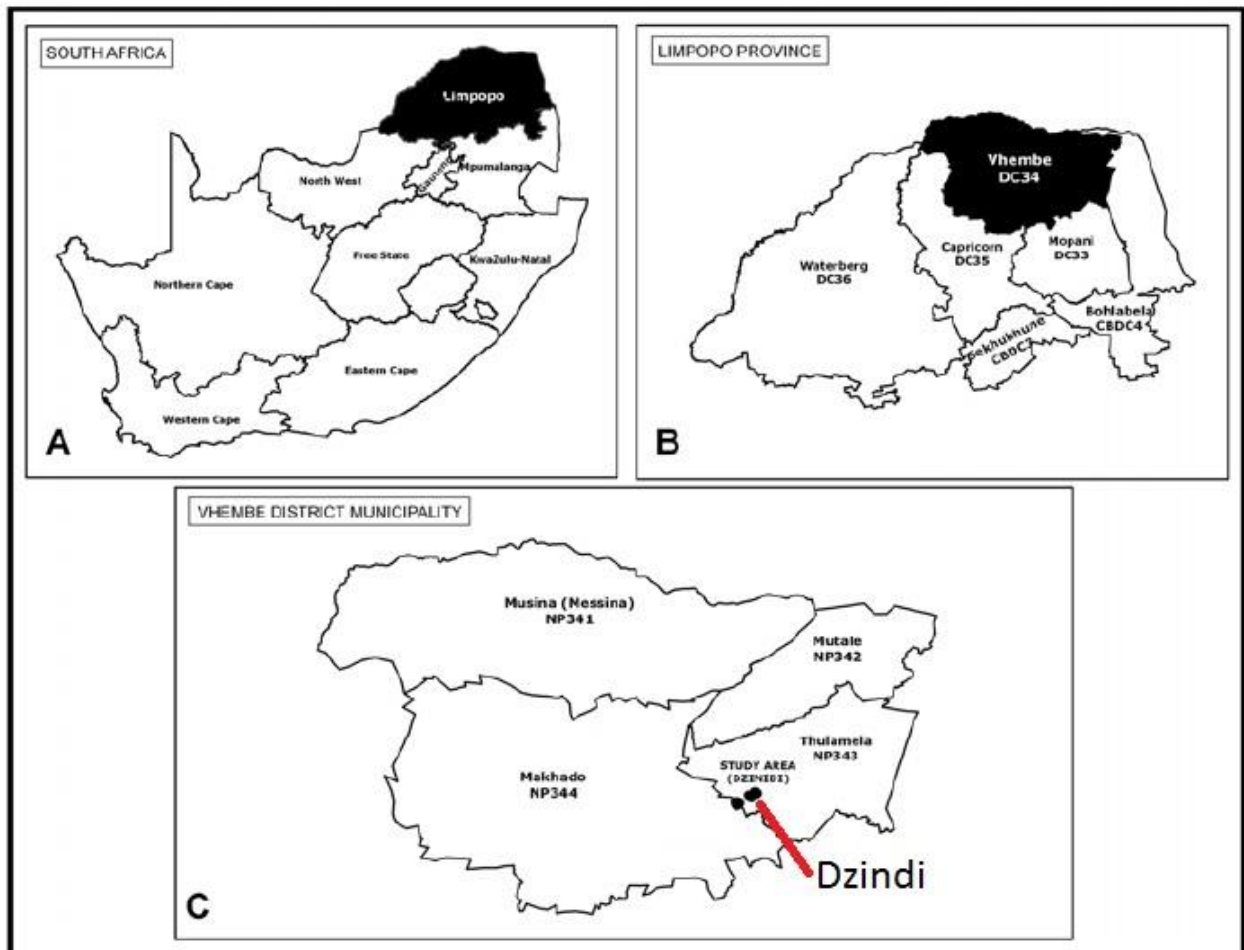 SOUTH AFRICA
Limpopo
North West
Gauteng
Mpumalanga
Free State
KwaZulu-Natal
Northern Cape
Eastern Cape
Western Cape
A
LIMPOPO PROVINCE
Vhembe
DC34
Capricorn
DC35
Mopani
DC33
Waterberg
DC36
Bohlabela
CBDC4
Sekhukhune
CBDC3
B
VHEMBE DISTRICT MUNICIPALITY
Musina (Messina)
NP341
Mutale
NP342
Thulamela
NP343
STUDY AREA
(DZINIDI)
Makhado
NP344
Dzindi
C